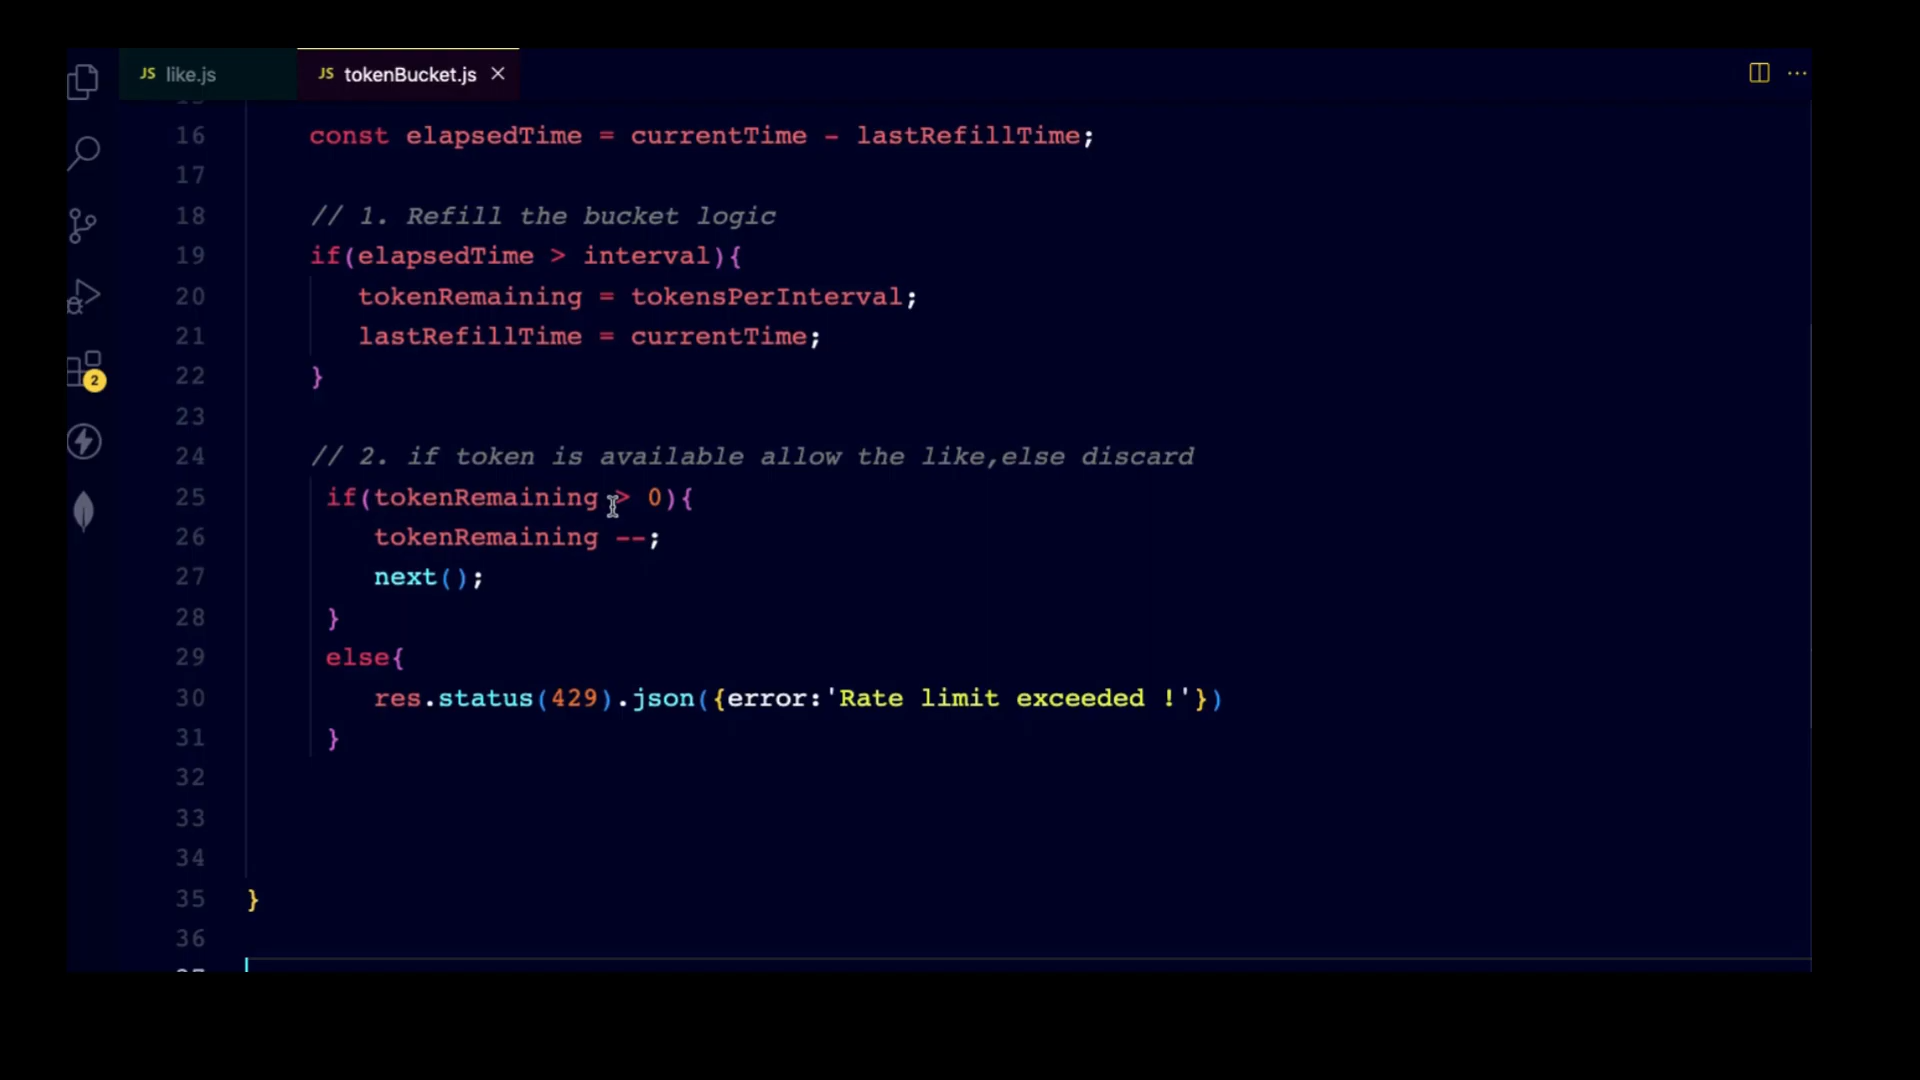 JS like.js JS tokenBucket.js
16 const elapsedTime = currentTime - lastRefillTime;
17
18 // 1. Refill the bucket logic
19 if(elapsedTime > interval){
20 tokenRemaining = tokensPerInterval;
21 lastRefillTime = currentTime;
22 }
23
24 // 2. if token is available allow the like,else discard
25 if(tokenRemaining > 0){
26 tokenRemaining --;
27 next();
28 }
29 else{
30 res.status(429).json({error:'Rate limit exceeded !'})
31 }
32
33
34
35 }
36
2